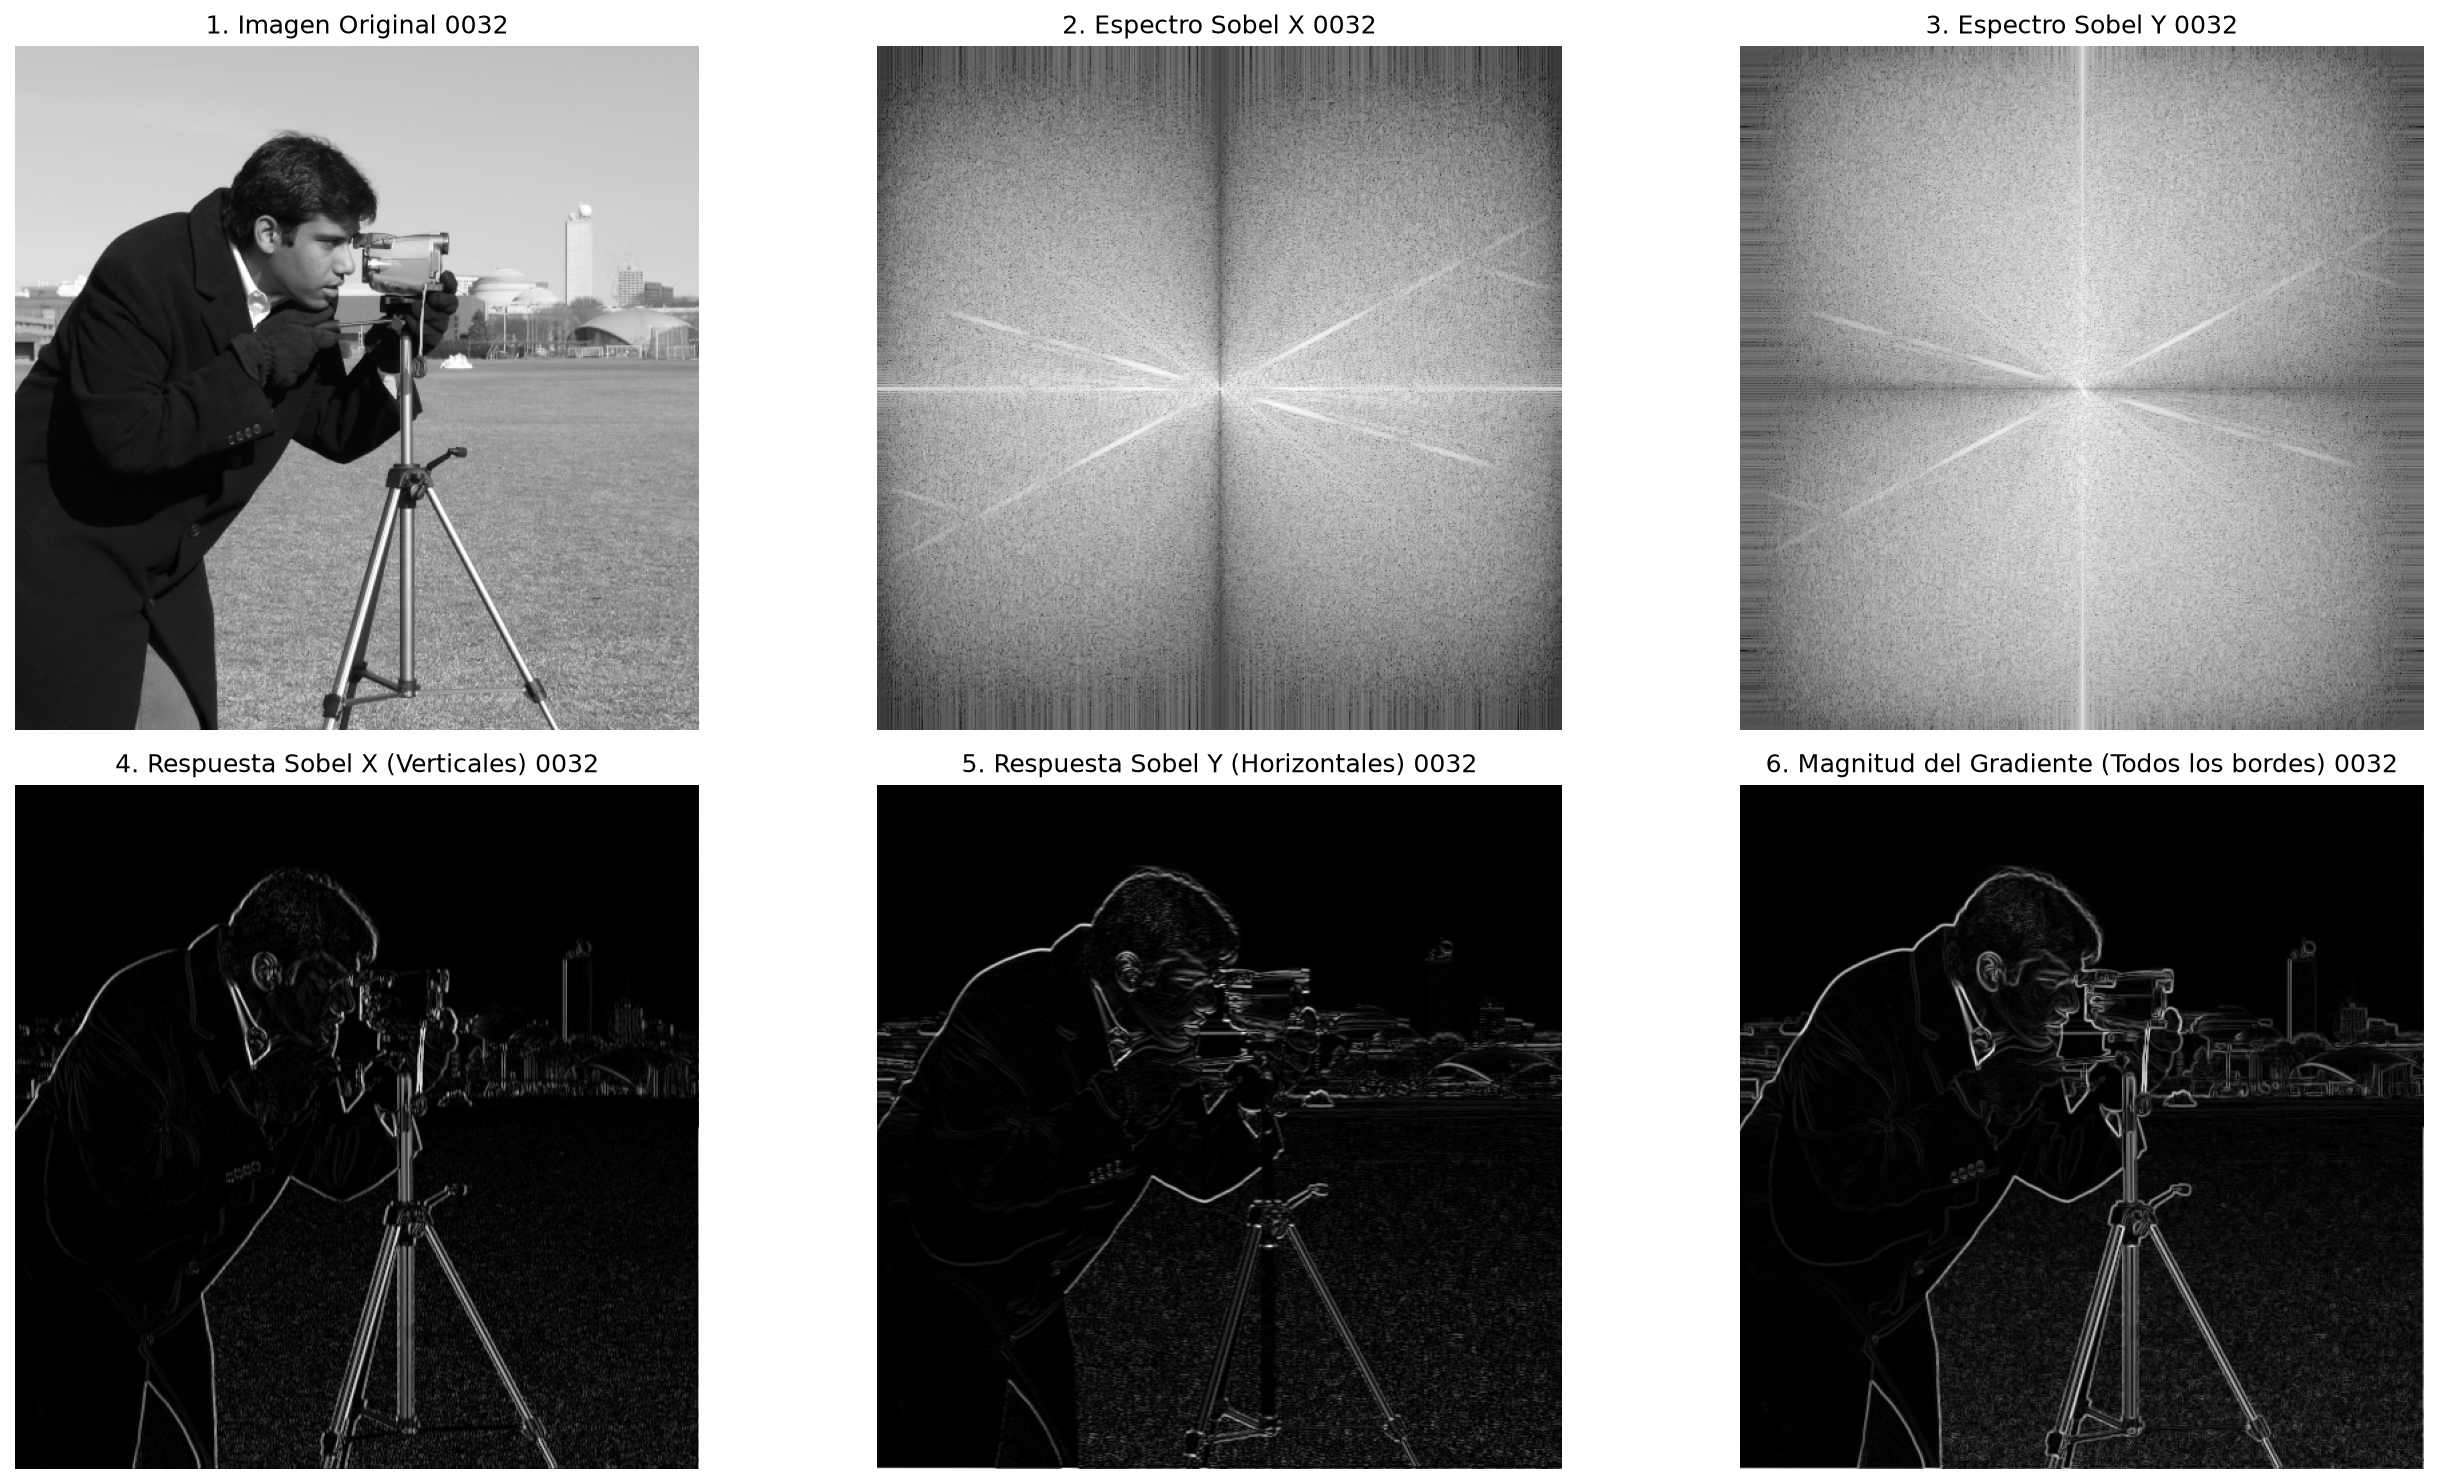 1. Imagen Original 0032
2. Espectro Sobel X 0032
3. Espectro Sobel Y 0032
4. Respuesta Sobel X (Verticales) 0032
5. Respuesta Sobel Y (Horizontales) 0032
6. Magnitud del Gradiente (Todos los bordes) 0032